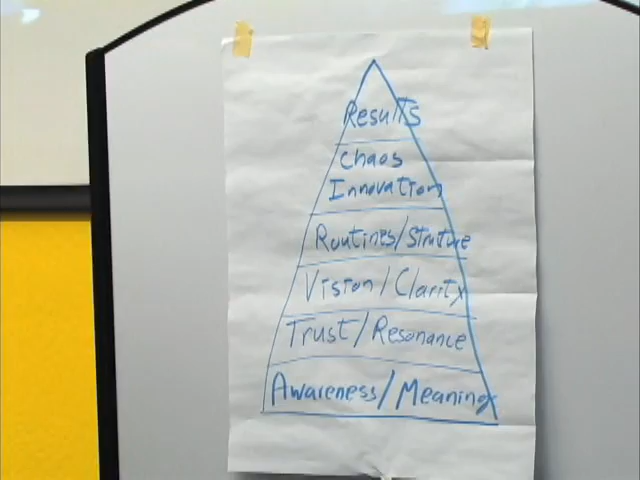 Results
Chaos
Innovation
Routines/Structure
Vision/Clarity
Trust/Resonance
Awareness/Meaning